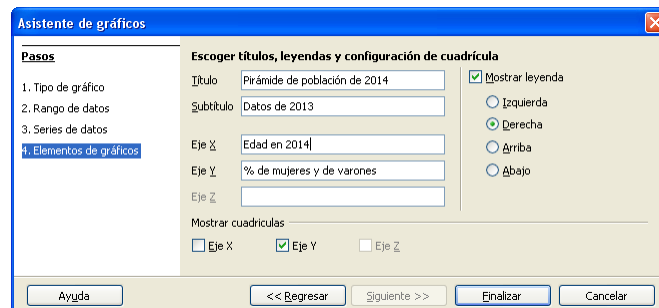 Asistente de gráficos
Pasos
1. Tipo de gráfico
2. Rango de datos
3. Series de datos
4. Elementos de gráficos
Escoger títulos, leyendas y configuración de cuadrícula
Título
Pirámide de población de 2014
Subtítulo
Datos de 2013
Eje X
Edad en 2014
Eje Y
% de mujeres y de varones
Eje Z
Mostrar leyenda
Izquierda
Derecha
Arriba
Abajo
Mostrar cuadriculas
Eje X Eje Y Eje Z
Ayuda << Regresar Siguiente >> Finalizar Cancelar